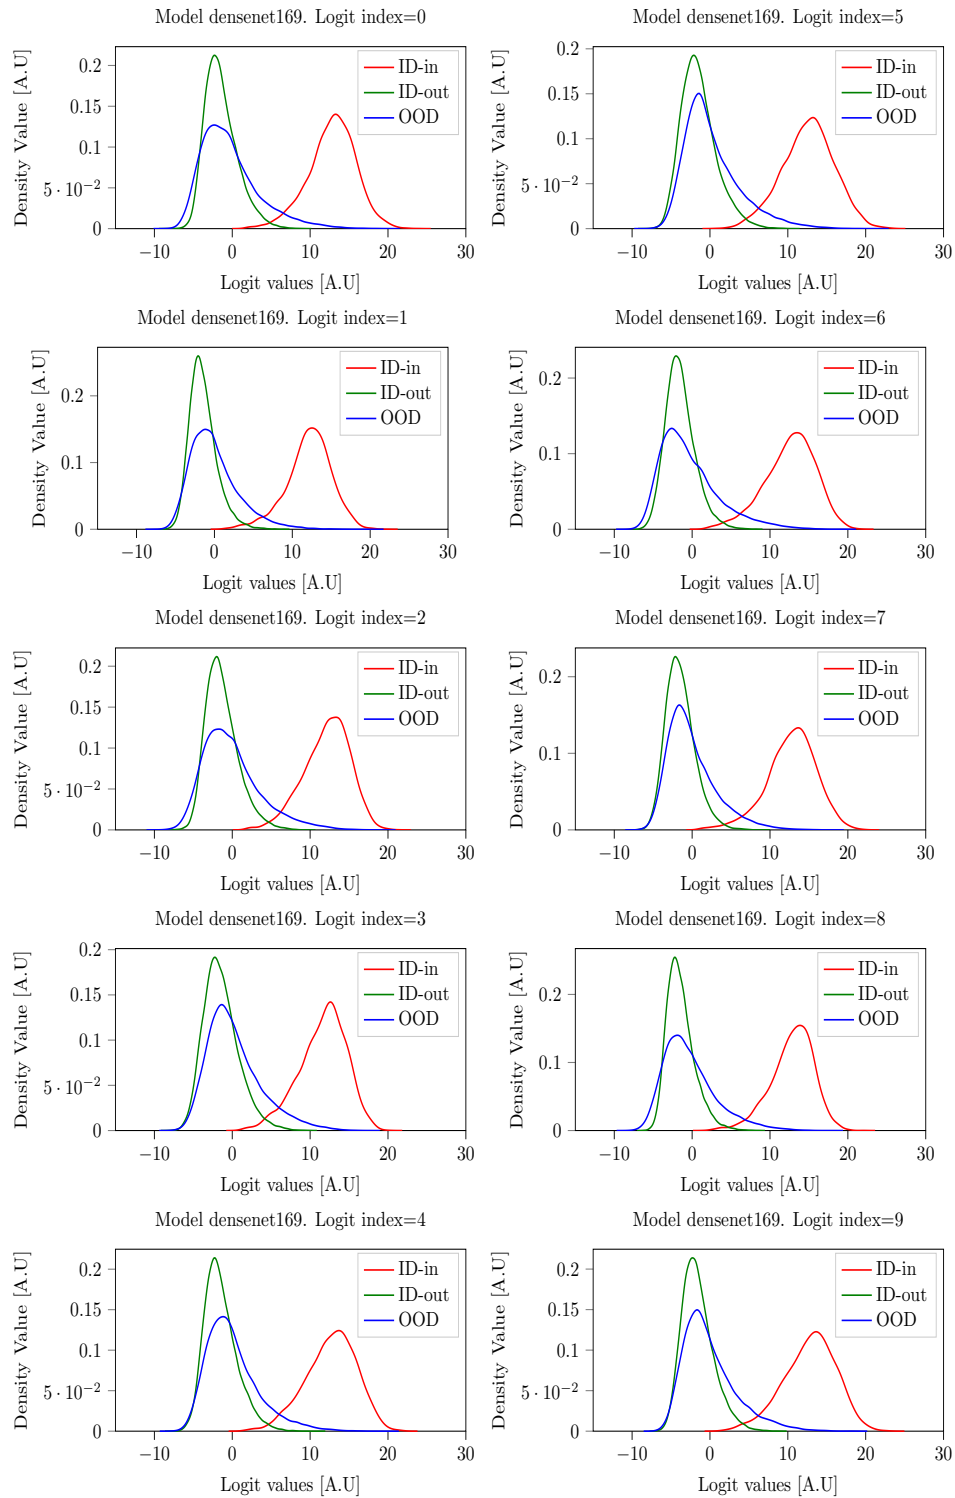 Model densenet169. Logit index=0
Density Value [A.U]
0.2
0.15
0.1
5 · 10−2
0
−10 0 10 20 30
Logit values [A.U]
ID-in
ID-out
OOD
Model densenet169. Logit index=5
Density Value [A.U]
0.2
0.15
0.1
5 · 10−2
0
−10 0 10 20 30
Logit values [A.U]
ID-in
ID-out
OOD
Model densenet169. Logit index=1
Density Value [A.U]
0.2
0.1
0
−10 0 10 20 30
Logit values [A.U]
ID-in
ID-out
OOD
Model densenet169. Logit index=6
Density Value [A.U]
0.2
0.1
0
−10 0 10 20 30
Logit values [A.U]
ID-in
ID-out
OOD
Model densenet169. Logit index=2
Density Value [A.U]
0.2
0.15
0.1
5 · 10−2
0
−10 0 10 20 30
Logit values [A.U]
ID-in
ID-out
OOD
Model densenet169. Logit index=7
Density Value [A.U]
0.2
0.1
0
−10 0 10 20 30
Logit values [A.U]
ID-in
ID-out
OOD
Model densenet169. Logit index=3
Density Value [A.U]
0.2
0.15
0.1
5 · 10−2
0
−10 0 10 20 30
Logit values [A.U]
ID-in
ID-out
OOD
Model densenet169. Logit index=8
Density Value [A.U]
0.2
0.1
0
−10 0 10 20 30
Logit values [A.U]
ID-in
ID-out
OOD
Model densenet169. Logit index=4
Density Value [A.U]
0.2
0.15
0.1
5 · 10−2
0
−10 0 10 20 30
Logit values [A.U]
ID-in
ID-out
OOD
Model densenet169. Logit index=9
Density Value [A.U]
0.2
0.15
0.1
5 · 10−2
0
−10 0 10 20 30
Logit values [A.U]
ID-in
ID-out
OOD